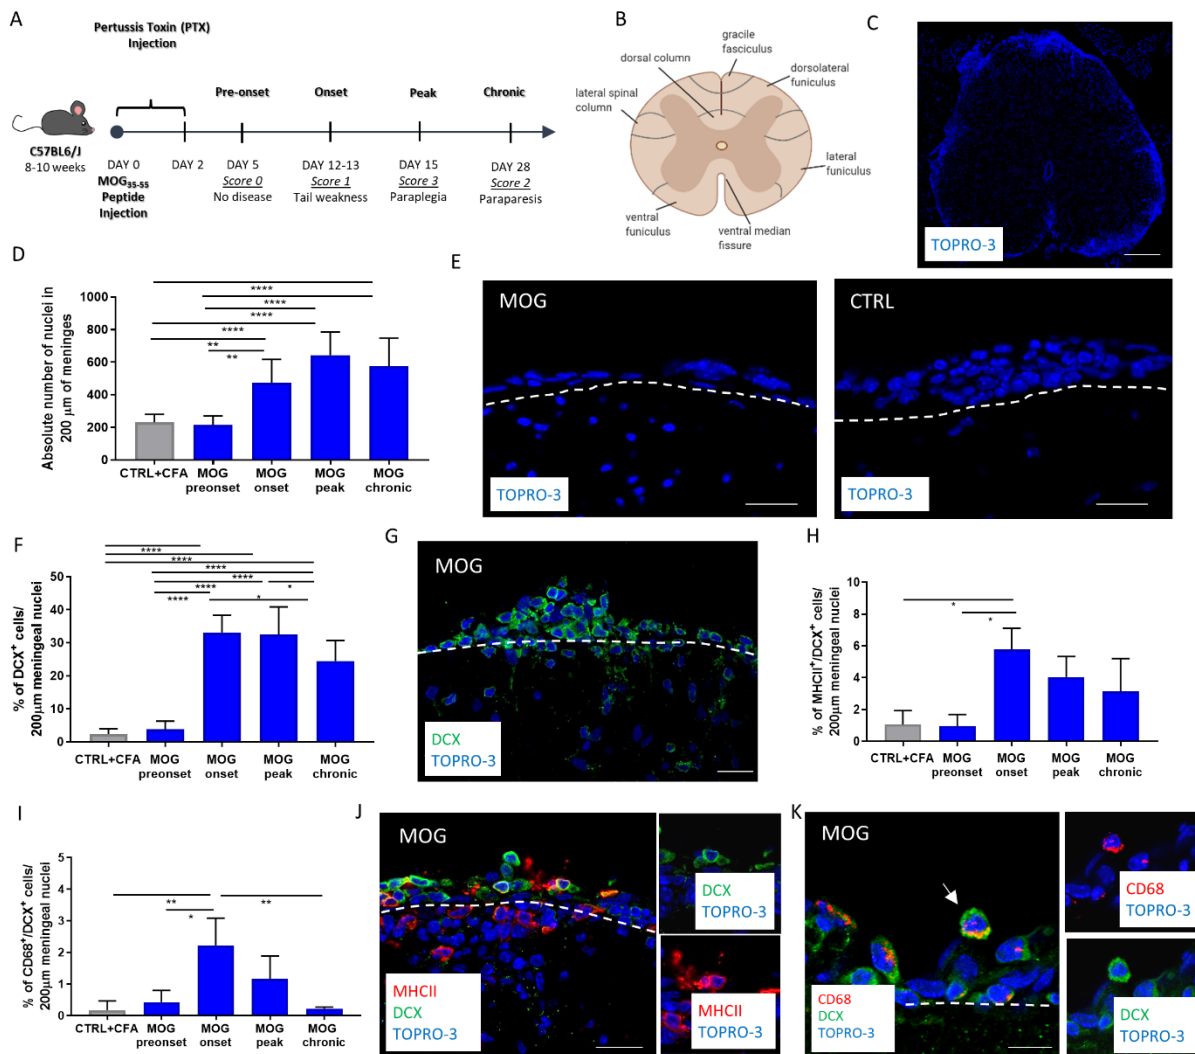 A
Pertussis Toxin (PTX)
Injection
Pre-onset
Onset
Peak
Chronic
C57BL6/J
8-10 weeks
DAY 0
DAY 2
DAY 5
DAY 12-13
DAY 15
DAY 28
MOG35-55
Peptide
Injection
Score 0
Score 1
Score 3
Score 2
No disease
Tail weakness
Paraplegia
Paraparesis
B
gracile
fasciculus
dorsal column
dorsolateral
funiculus
lateral spinal
column
lateral
funiculus
ventral
funiculus
ventral median
fissure
C
TOPRO-3
D
Absolute number of nuclei in
200 µm of meninges
1000
800
600
400
200
0
****
****
****
****
**
**
CTRL+CFA
MOG
preonset
MOG
onset
MOG
peak
MOG
chronic
E
MOG
TOPRO-3
CTRL
TOPRO-3
F
% of DCX+ cells/
200µm meningeal nuclei
50
40
30
20
10
0
****
****
****
****
*
****
****
*
CTRL+CFA
MOG
preonset
MOG
onset
MOG
peak
MOG
chronic
G
MOG
DCX
TOPRO-3
H
% of MHCII+/DCX+ cells/
200µm meningeal nuclei
10
8
6
4
2
0
*
*
CTRL+CFA
MOG
preonset
MOG
onset
MOG
peak
MOG
chronic
I
% of CD68+/DCX+ cells/
200µm meningeal nuclei
5
4
3
2
1
0
**
*
**
CTRL+CFA
MOG
preonset
MOG
onset
MOG
peak
MOG
chronic
J
MOG
MHCII
DCX
TOPRO-3
DCX
TOPRO-3
MHCII
TOPRO-3
K
MOG
CD68
DCX
TOPRO-3
CD68
TOPRO-3
DCX
TOPRO-3